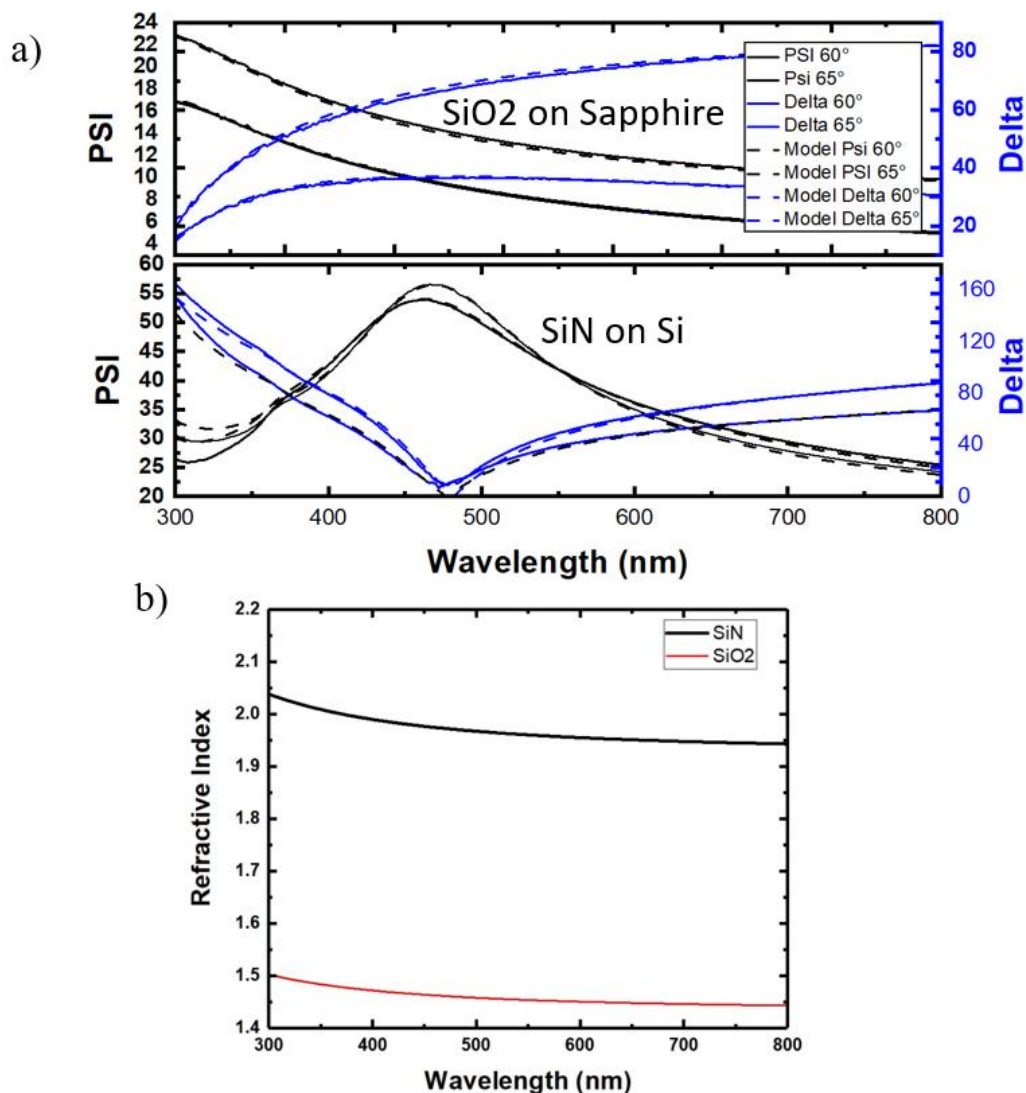 a)
24
22
20
18
16
14
12
10
8
6
4
PSI
SiO2 on Sapphire
PSI 60°
Psi 65°
Delta 60°
Delta 65°
Model Psi 60°
Model PSI 65°
Model Delta 60°
Model Delta 65°
80
60
40
20
Delta
60
55
50
45
40
35
30
25
20
PSI
SiN on Si
160
120
80
40
0
Delta
300 400 500 600 700 800
Wavelength (nm)
b)
2.2
2.1
2.0
1.9
1.8
1.7
1.6
1.5
1.4
Refractive Index
SiN
SiO2
300 400 500 600 700 800
Wavelength (nm)